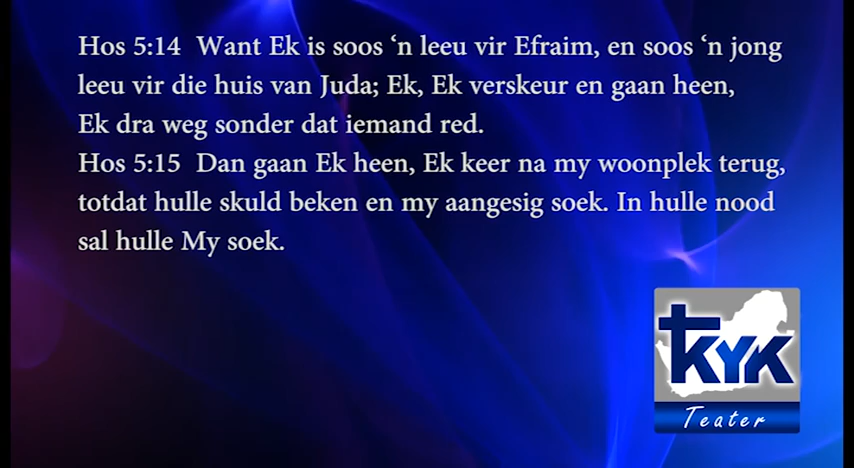 Hos 5:14  Want Ek is soos ‘n leeu vir Efraim, en soos ‘n jong
leeu vir die huis van Juda; Ek, Ek verskeur en gaan heen,
Ek dra weg sonder dat iemand red.
Hos 5:15  Dan gaan Ek heen, Ek keer na my woonplek terug,
totdat hulle skuld beken en my aangesig soek. In hulle nood
sal hulle My soek.
KYK
Teater